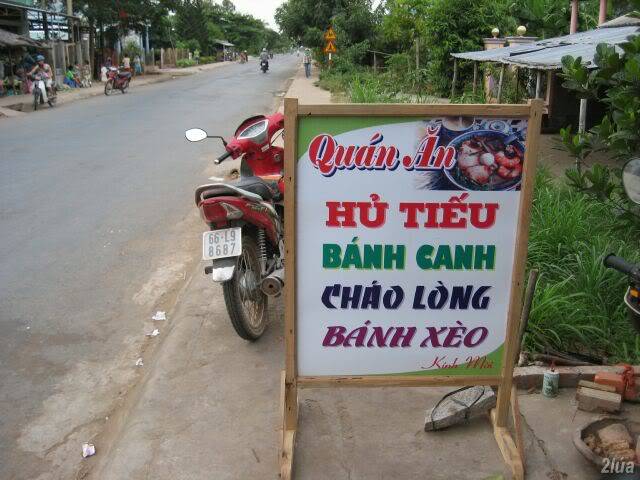 Quán Ăn
HỦ TIẾU
BÁNH CANH
CHÁO LÒNG
BÁNH XÈO
Kính Mời
66-L9
8687
2lúa